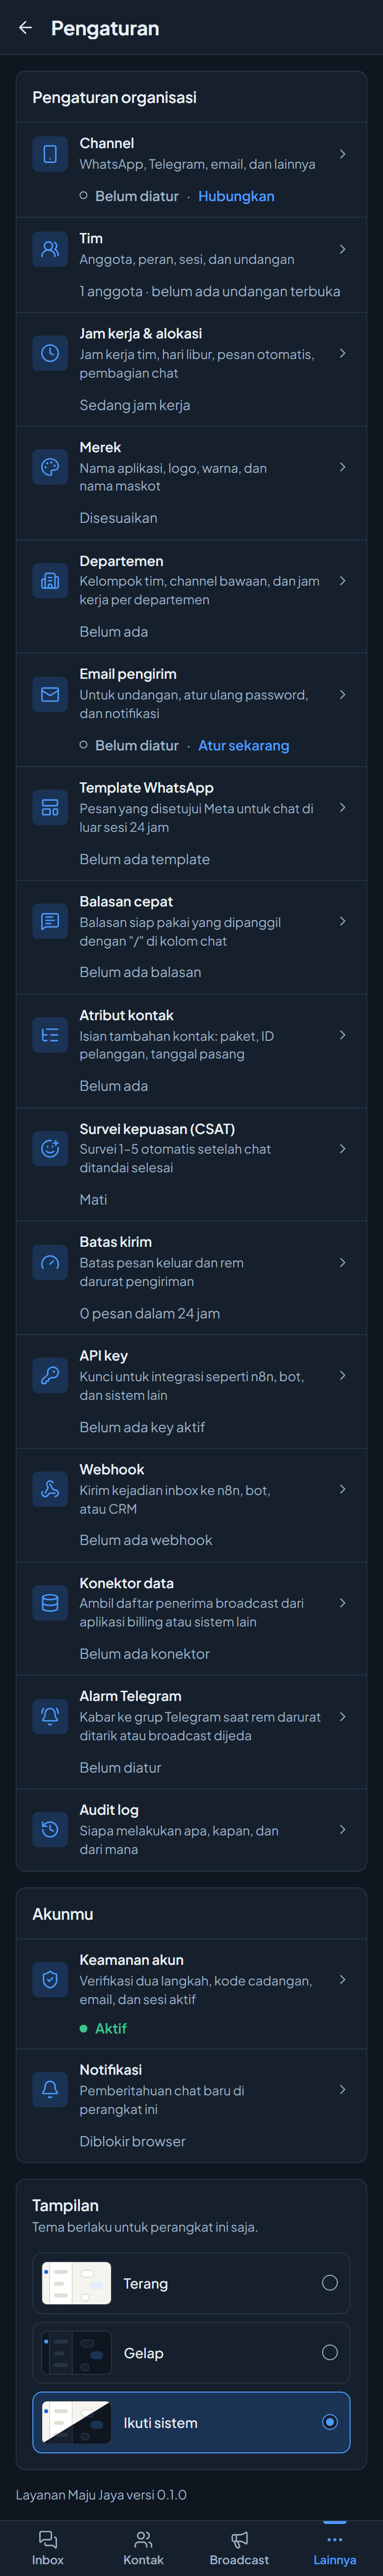 Pengaturan
Pengaturan organisasi
Channel
WhatsApp, Telegram, email, dan lainnya
Belum diatur · Hubungkan
Tim
Anggota, peran, sesi, dan undangan
1 anggota · belum ada undangan terbuka
Jam kerja & alokasi
Jam kerja tim, hari libur, pesan otomatis,
pembagian chat
Sedang jam kerja
Merek
Nama aplikasi, logo, warna, dan
nama maskot
Disesuaikan
Departemen
Kelompok tim, channel bawaan, dan jam
kerja per departemen
Belum ada
Email pengirim
Untuk undangan, atur ulang password,
dan notifikasi
Belum diatur · Atur sekarang
Template WhatsApp
Pesan yang disetujui Meta untuk chat di
luar sesi 24 jam
Belum ada template
Balasan cepat
Balasan siap pakai yang dipanggil
dengan "/" di kolom chat
Belum ada balasan
Atribut kontak
Isian tambahan kontak: paket, ID
pelanggan, tanggal pasang
Belum ada
Survei kepuasan (CSAT)
Survei 1–5 otomatis setelah chat
ditandai selesai
Mati
Batas kirim
Batas pesan keluar dan rem
darurat pengiriman
0 pesan dalam 24 jam
API key
Kunci untuk integrasi seperti n8n, bot,
dan sistem lain
Belum ada key aktif
Webhook
Kirim kejadian inbox ke n8n, bot,
atau CRM
Belum ada webhook
Konektor data
Ambil daftar penerima broadcast dari
aplikasi billing atau sistem lain
Belum ada konektor
Alarm Telegram
Kabar ke grup Telegram saat rem darurat
ditarik atau broadcast dijeda
Belum diatur
Audit log
Siapa melakukan apa, kapan, dan
dari mana
Akunmu
Keamanan akun
Verifikasi dua langkah, kode cadangan,
email, dan sesi aktif
Aktif
Notifikasi
Pemberitahuan chat baru di
perangkat ini
Diblokir browser
Tampilan
Tema berlaku untuk perangkat ini saja.
Terang
Gelap
Ikuti sistem
Layanan Maju Jaya versi 0.1.0
Inbox
Kontak
Broadcast
Lainnya